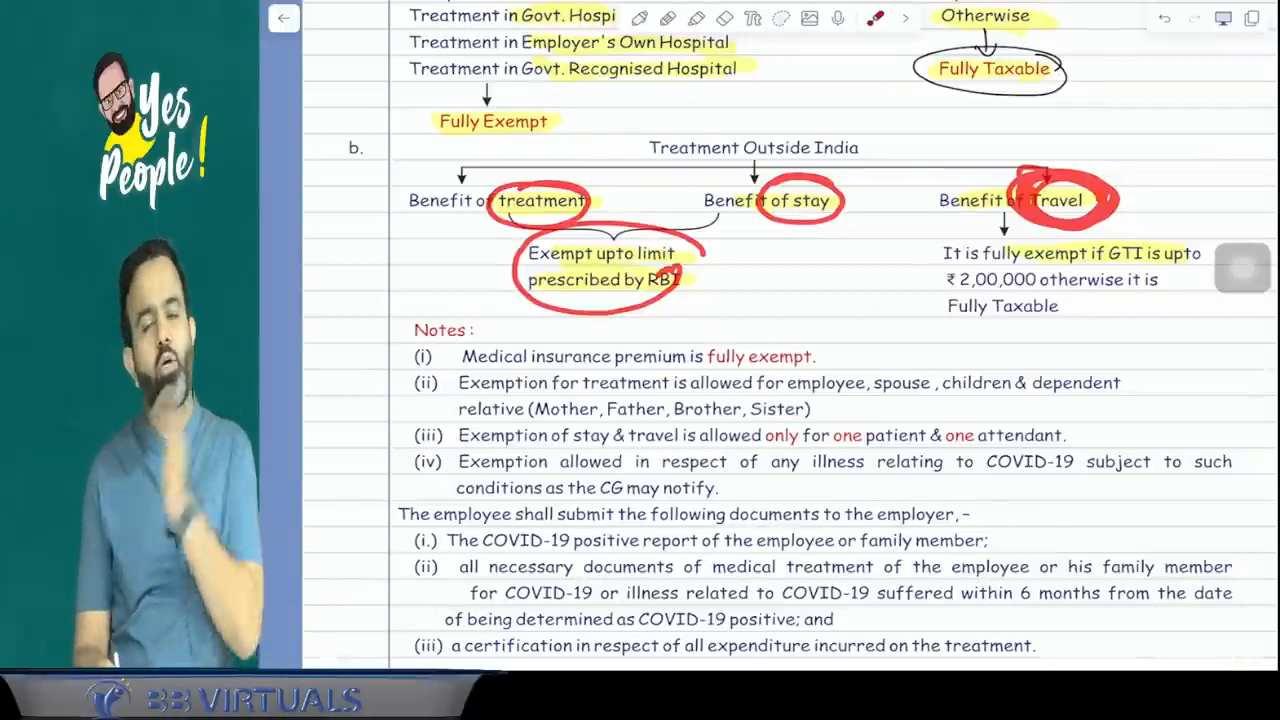 Treatment in Govt. Hospi
Otherwise
Treatment in Employer's Own Hospital
Treatment in Govt. Recognised Hospital
Fully Taxable
Fully Exempt
b. Treatment Outside India
Benefit of treatment
Benefit of stay
Benefit of Travel
Exempt upto limit
prescribed by RBI
It is fully exempt if GTI is upto
₹ 2,00,000 otherwise it is
Fully Taxable
Notes :
(i) Medical insurance premium is fully exempt.
(ii) Exemption for treatment is allowed for employee, spouse , children & dependent
relative (Mother, Father, Brother, Sister)
(iii) Exemption of stay & travel is allowed only for one patient & one attendant.
(iv) Exemption allowed in respect of any illness relating to COVID-19 subject to such
conditions as the CG may notify.
The employee shall submit the following documents to the employer, -
(i.) The COVID-19 positive report of the employee or family member;
(ii) all necessary documents of medical treatment of the employee or his family member
for COVID-19 or illness related to COVID-19 suffered within 6 months from the date
of being determined as COVID-19 positive; and
(iii) a certification in respect of all expenditure incurred on the treatment.
Yes
People!
BB VIRTUALS